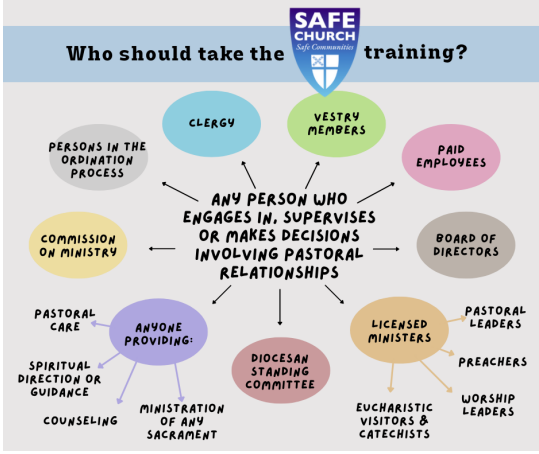 Who should take the
SAFE
CHURCH
Safe Communities
training?
CLERGY
VESTRY
MEMBERS
PERSONS IN THE
ORDINATION
PROCESS
PAID
EMPLOYEES
ANY PERSON WHO
ENGAGES IN, SUPERVISES
OR MAKES DECISIONS
INVOLVING PASTORAL
RELATIONSHIPS
COMMISSION
ON MINISTRY
BOARD OF
DIRECTORS
ANYONE
PROVIDING:
PASTORAL
CARE
SPIRITUAL
DIRECTION OR
GUIDANCE
COUNSELING
MINISTRATION
OF ANY
SACRAMENT
DIOCESAN
STANDING
COMMITTEE
LICENSED
MINISTERS
PASTORAL
LEADERS
PREACHERS
WORSHIP
LEADERS
EUCHARISTIC
VISITORS &
CATECHISTS